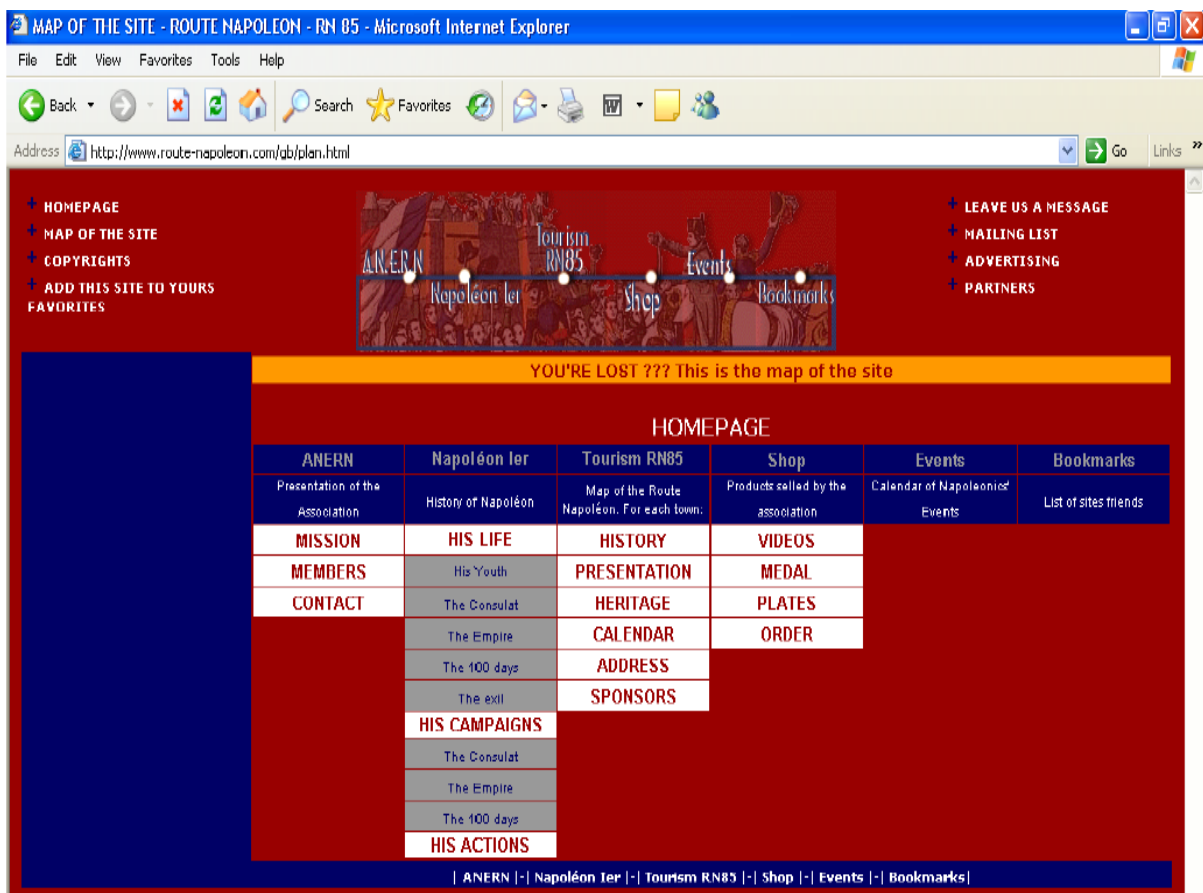 MAP OF THE SITE - ROUTE NAPOLEON - RN 85 - Microsoft Internet Explorer
File Edit View Favorites Tools Help
Back Search Favorites
Address http://www.route-napoleon.com/gb/plan.html Go Links »
+ HOMEPAGE
+ MAP OF THE SITE
+ COPYRIGHTS
+ ADD THIS SITE TO YOURS
FAVORITES
A.N.E.R.N
Napoléon Ier
Tourism
RN85
Shop
Events
Bookmarks
+ LEAVE US A MESSAGE
+ MAILING LIST
+ ADVERTISING
+ PARTNERS
YOU'RE LOST ??? This is the map of the site
HOMEPAGE
ANERN Napoléon Ier Tourism RN85 Shop Events Bookmarks
Presentation of the
Association
History of Napoléon
Map of the Route
Napoléon. For each town:
Products selled by the
association
Calendar of Napoleonics'
Events
List of sites friends
MISSION HIS LIFE HISTORY VIDEOS
MEMBERS His Youth PRESENTATION MEDAL
CONTACT The Consulat HERITAGE PLATES
The Empire CALENDAR ORDER
The 100 days ADDRESS
The exil SPONSORS
HIS CAMPAIGNS
The Consulat
The Empire
The 100 days
HIS ACTIONS
| ANERN |-| Napoléon Ier |-| Tourism RN85 |-| Shop |-| Events |-| Bookmarks|